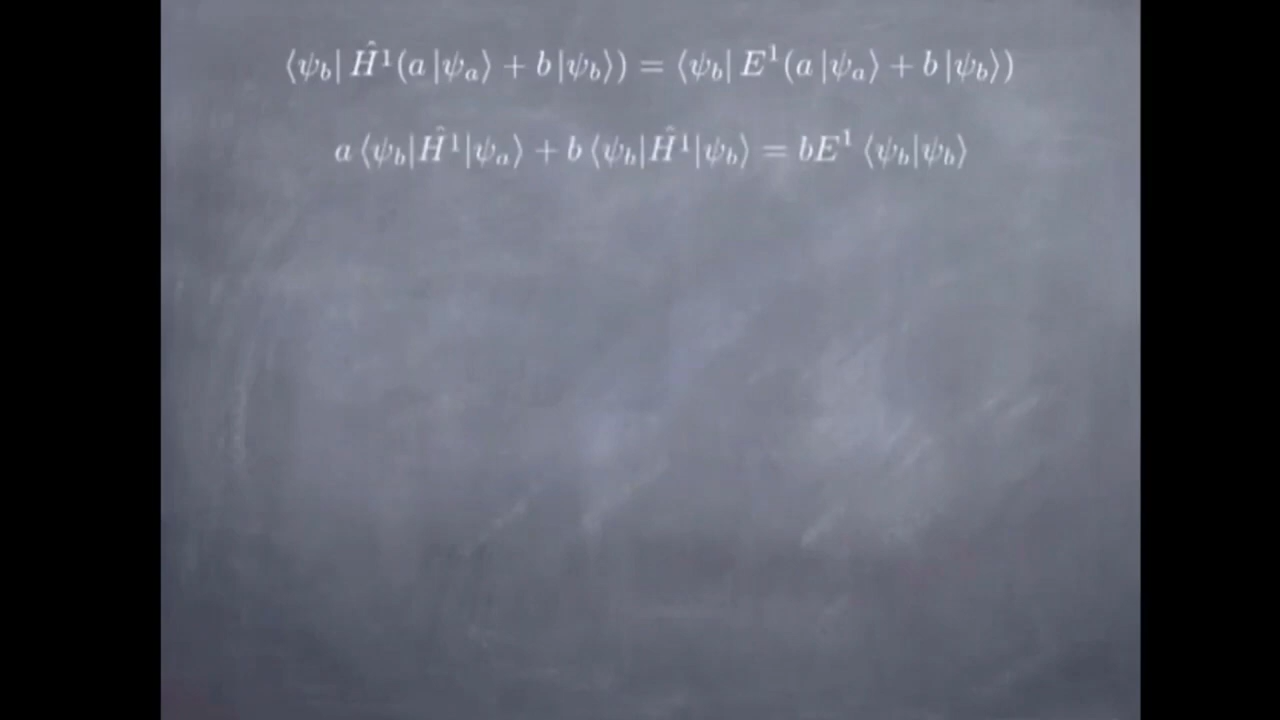 ⟨ψ_b| Ĥ¹(a |ψ_a⟩ + b |ψ_b⟩) = ⟨ψ_b| E¹(a |ψ_a⟩ + b |ψ_b⟩)
a ⟨ψ_b|Ĥ¹|ψ_a⟩ + b ⟨ψ_b|Ĥ¹|ψ_b⟩ = bE¹ ⟨ψ_b|ψ_b⟩